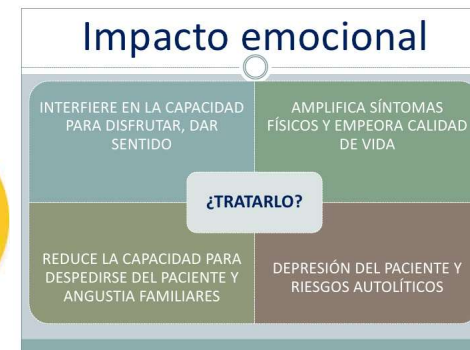 Impacto emocional
INTERFIERE EN LA CAPACIDAD
PARA DISFRUTAR, DAR
SENTIDO
AMPLIFICA SÍNTOMAS
FÍSICOS Y EMPEORA CALIDAD
DE VIDA
¿TRATARLO?
REDUCE LA CAPACIDAD PARA
DESPEDIRSE DEL PACIENTE Y
ANGUSTIA FAMILIARES
DEPRESIÓN DEL PACIENTE Y
RIESGOS AUTOLÍTICOS